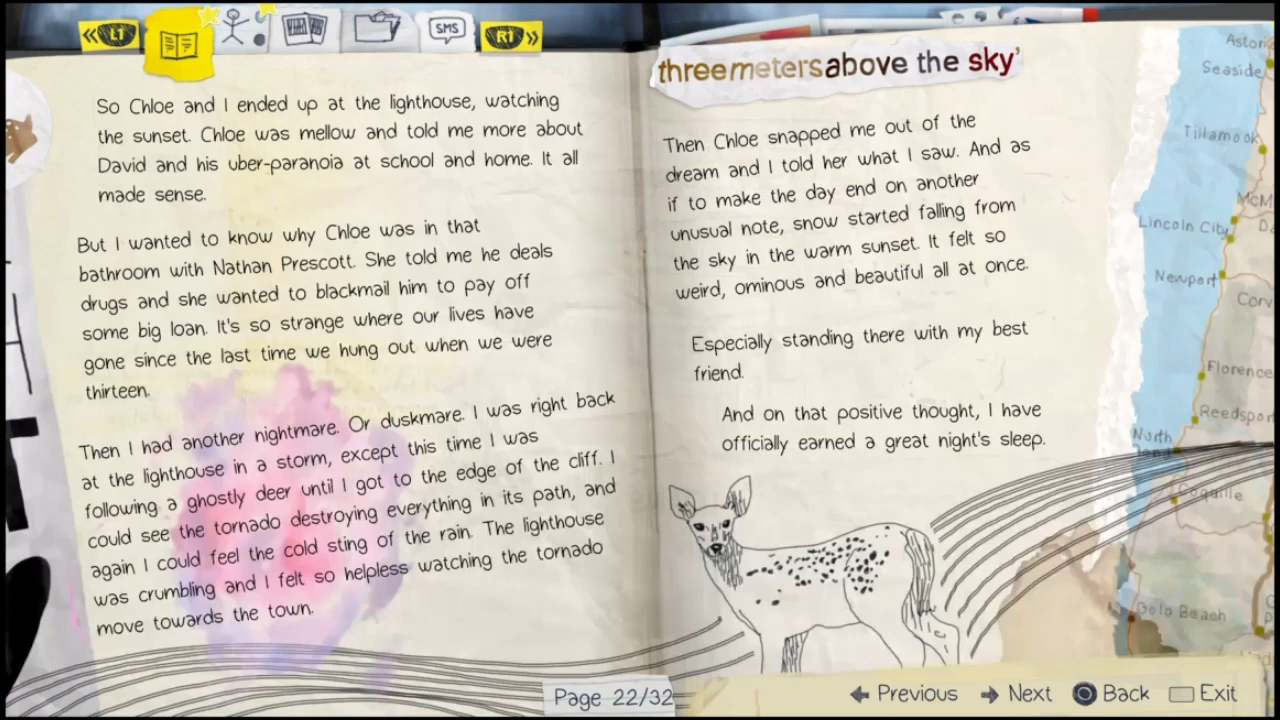 L1
SMS
R1
So Chloe and I ended up at the lighthouse, watching
the sunset. Chloe was mellow and told me more about
David and his uber-paranoia at school and home. It all
made sense.
But I wanted to know why Chloe was in that
bathroom with Nathan Prescott. She told me he deals
drugs and she wanted to blackmail him to pay off
some big loan. It's so strange where our lives have
gone since the last time we hung out when we were
thirteen.
Then I had another nightmare. Or duskmare. I was right back
at the lighthouse in a storm, except this time I was
following a ghostly deer until I got to the edge of the cliff. I
could see the tornado destroying everything in its path, and
again I could feel the cold sting of the rain. The lighthouse
was crumbling and I felt so helpless watching the tornado
move towards the town.
three meters above the sky'
Then Chloe snapped me out of the
dream and I told her what I saw. And as
if to make the day end on another
unusual note, snow started falling from
the sky in the warm sunset. It felt so
weird, ominous and beautiful all at once.
Especially standing there with my best
friend.
And on that positive thought, I have
officially earned a great night's sleep.
Astor
Seaside
Tillamook
McM
Lincoln City
Newport
Corv
Florence
Reedspor
North
Coquille
Gold Beach
Page 22/32
Previous
Next
Back
Exit